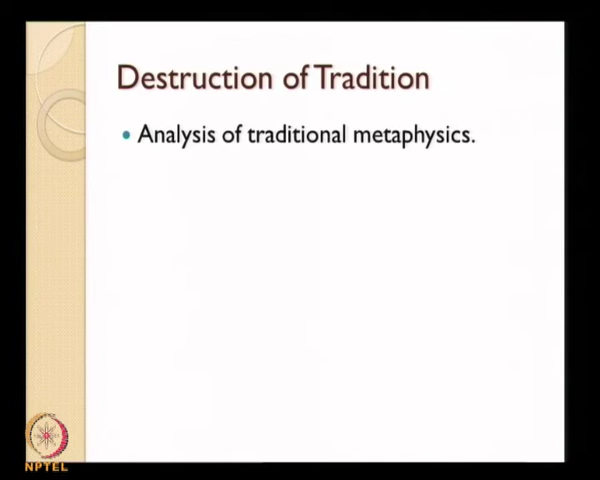 Destruction of Tradition
Analysis of traditional metaphysics.
NPTEL